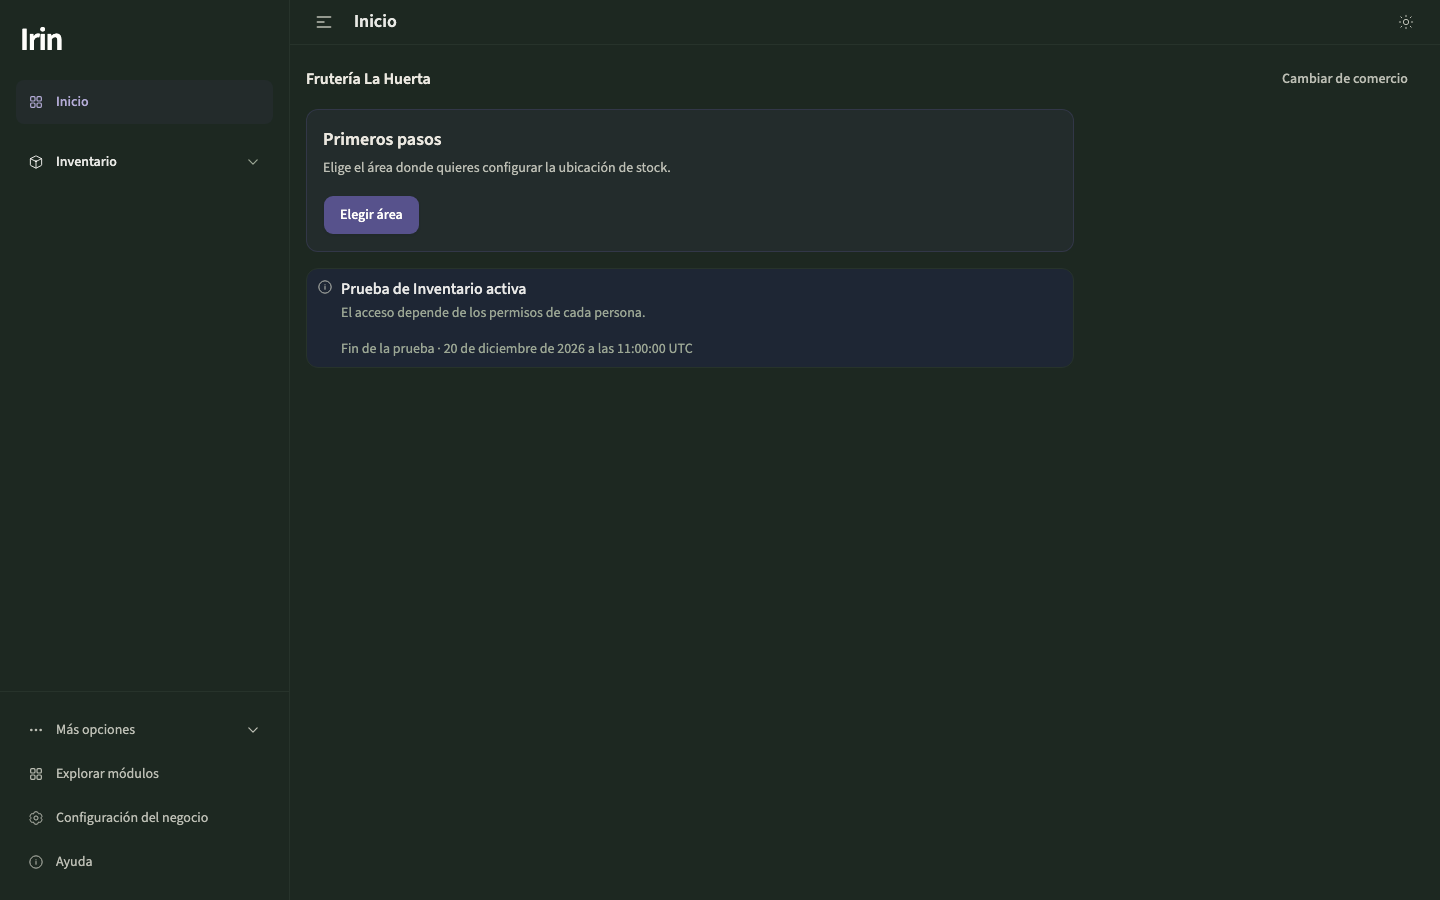 Irin
Inicio
Inventario
Más opciones
Explorar módulos
Configuración del negocio
Ayuda
Inicio
Frutería La Huerta
Cambiar de comercio
Primeros pasos
Elige el área donde quieres configurar la ubicación de stock.
Elegir área
Prueba de Inventario activa
El acceso depende de los permisos de cada persona.
Fin de la prueba · 20 de diciembre de 2026 a las 11:00:00 UTC